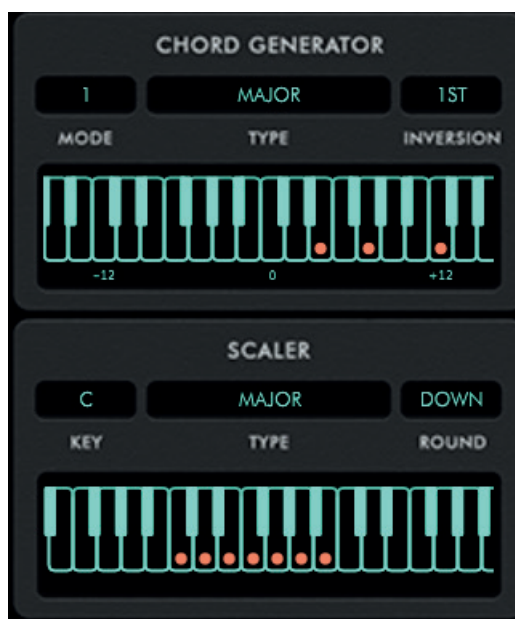 CHORD GENERATOR
1 MAJOR 1ST
MODE TYPE INVERSION
-12 0 +12
SCALER
C MAJOR DOWN
KEY TYPE ROUND